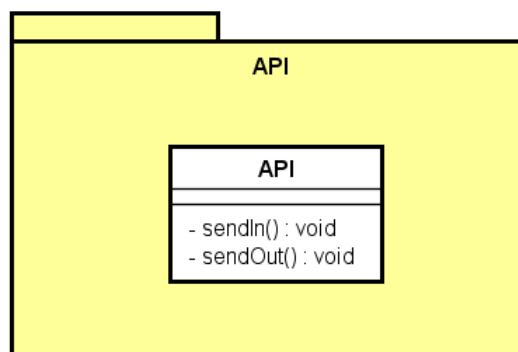 API
API
- sendIn() : void
- sendOut() : void